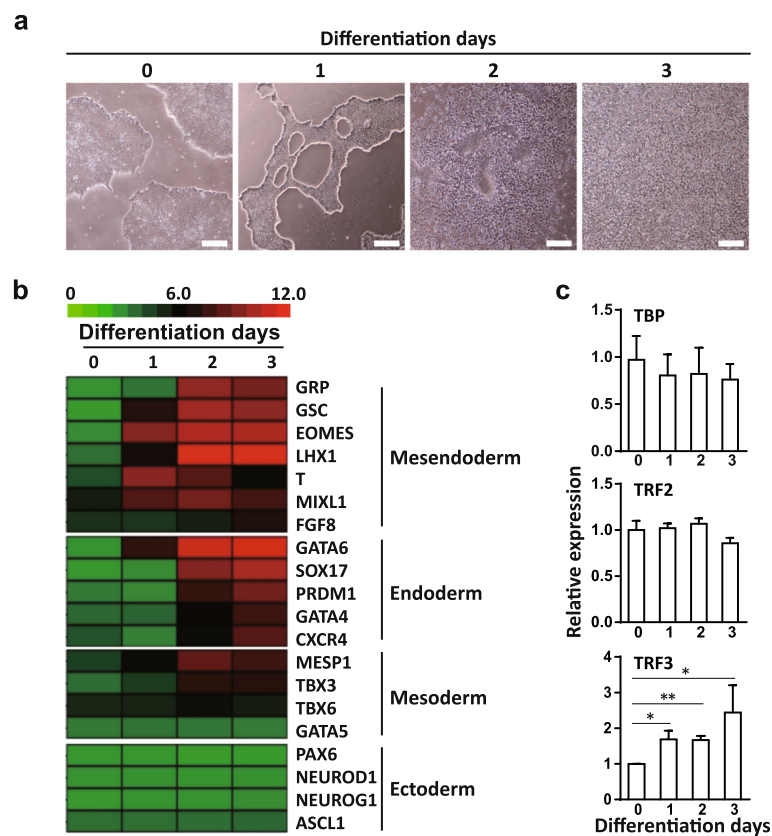 a
Differentiation days
0 1 2 3
b
0 6.0 12.0
Differentiation days
0 1 2 3
GRP
GSC
EOMES
LHX1
T
MIXL1
FGF8
Mesendoderm
GATA6
SOX17
PRDM1
GATA4
CXCR4
Endoderm
MESP1
TBX3
TBX6
GATA5
Mesoderm
PAX6
NEUROD1
NEUROG1
ASCL1
Ectoderm
c
Relative expression
TBP
1.5
1.0
0.5
0.0
0 1 2 3
TRF2
1.5
1.0
0.5
0.0
0 1 2 3
TRF3
4
3
2
1
0
*
**
*
0 1 2 3
Differentiation days